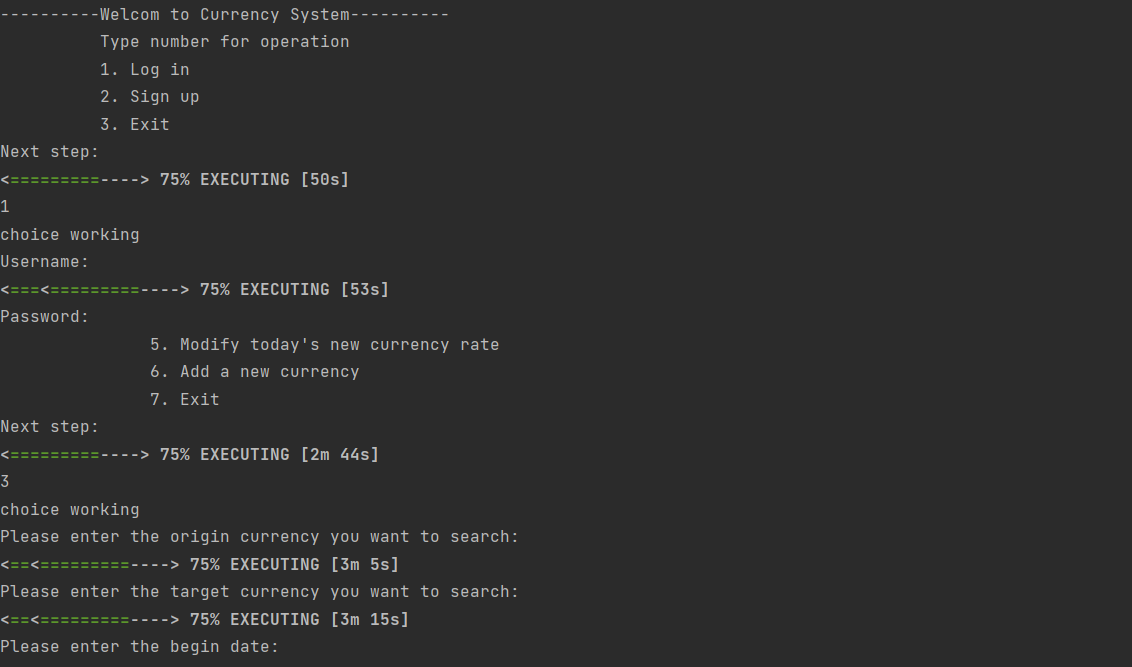 ----------Welcom to Currency System----------
Type number for operation
1. Log in
2. Sign up
3. Exit
Next step:
<=========----> 75% EXECUTING [50s]
1
choice working
Username:
<===<=========----> 75% EXECUTING [53s]
Password:
5. Modify today's new currency rate
6. Add a new currency
7. Exit
Next step:
<=========----> 75% EXECUTING [2m 44s]
3
choice working
Please enter the origin currency you want to search:
<==<=========----> 75% EXECUTING [3m 5s]
Please enter the target currency you want to search:
<==<=========----> 75% EXECUTING [3m 15s]
Please enter the begin date: